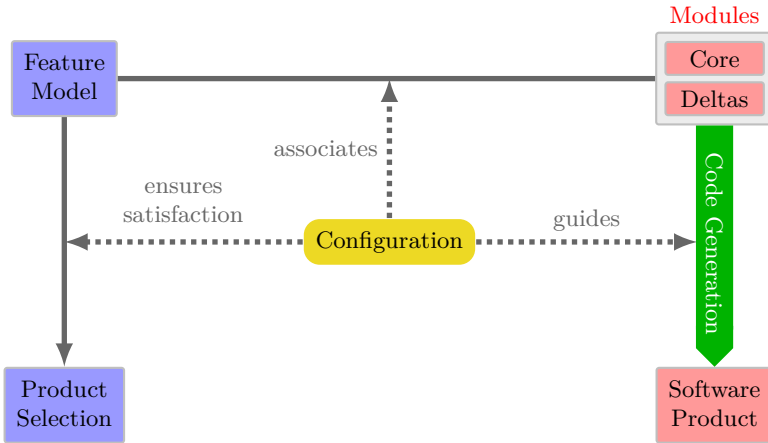 Modules
Feature
Model
Core
Deltas
associates
ensures
satisfaction
Configuration
guides
Code Generation
Product
Selection
Software
Product